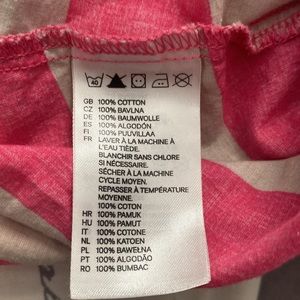 40
GB 100% COTTON
CZ 100% BAVLNA
DE 100% BAUMWOLLE
ES 100% ALGODÓN
FI 100% PUUVILLAA
FR LAVER À LA MACHINE À
L'EAU TIÈDE.
BLANCHIR SANS CHLORE
SI NÉCESSAIRE.
SÉCHER À LA MACHINE
CYCLE MOYEN.
REPASSER À TEMPÉRATURE
MOYENNE.
100% COTON
HR 100% PAMUK
HU 100% PAMUT
IT 100% COTONE
NL 100% KATOEN
PL 100% BAWEŁNA
PT 100% ALGODÃO
RO 100% BUMBAC